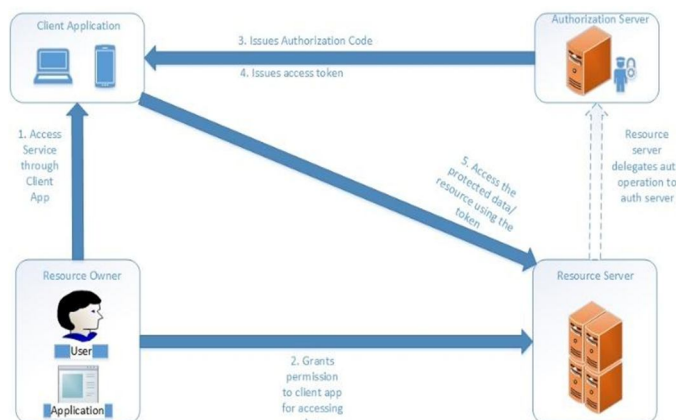 Client Application
Authorization Server
3. Issues Authorization Code
4. Issues access token
1. Access
Service
through
Client
App
5. Access the
protected data/
resource using the
token
Resource
server
delegates
operation to
auth server
Resource Owner
User
Application
Resource Server
2. Grants
permission
to client app
for accessing